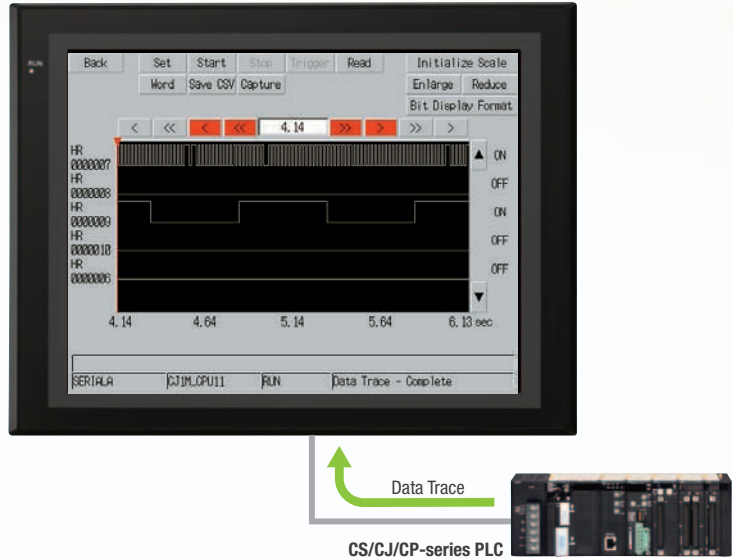 RUN
Back Set Start Stop Trigger Read Initialize Scale
Word Save CSV Capture Enlarge Reduce
Bit Display Format
< << < << 4.14 >> > >> >
HR
0000007 ON
HR
0000008 OFF
HR
0000009 ON
HR
0000010 OFF
HR
0000006 OFF
4.14 4.64 5.14 5.64 6.13 sec
SERIALA CJ1M_CPU11 RUN Data Trace - Complete
Data Trace
CS/CJ/CP-series PLC